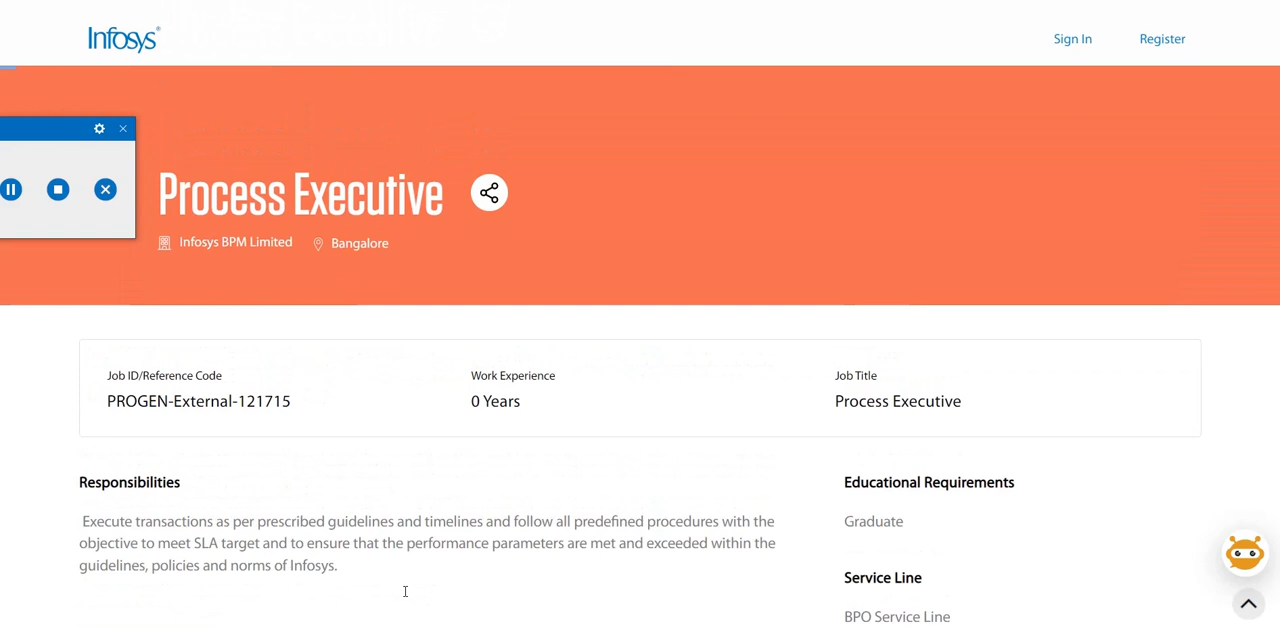 Infosys
Sign In
Register
Process Executive
Infosys BPM Limited
Bangalore
Job ID/Reference Code
Work Experience
Job Title
PROGEN-External-121715
0 Years
Process Executive
Responsibilities
Educational Requirements
Execute transactions as per prescribed guidelines and timelines and follow all predefined procedures with the
objective to meet SLA target and to ensure that the performance parameters are met and exceeded within the
guidelines, policies and norms of Infosys.
Graduate
Service Line
BPO Service Line